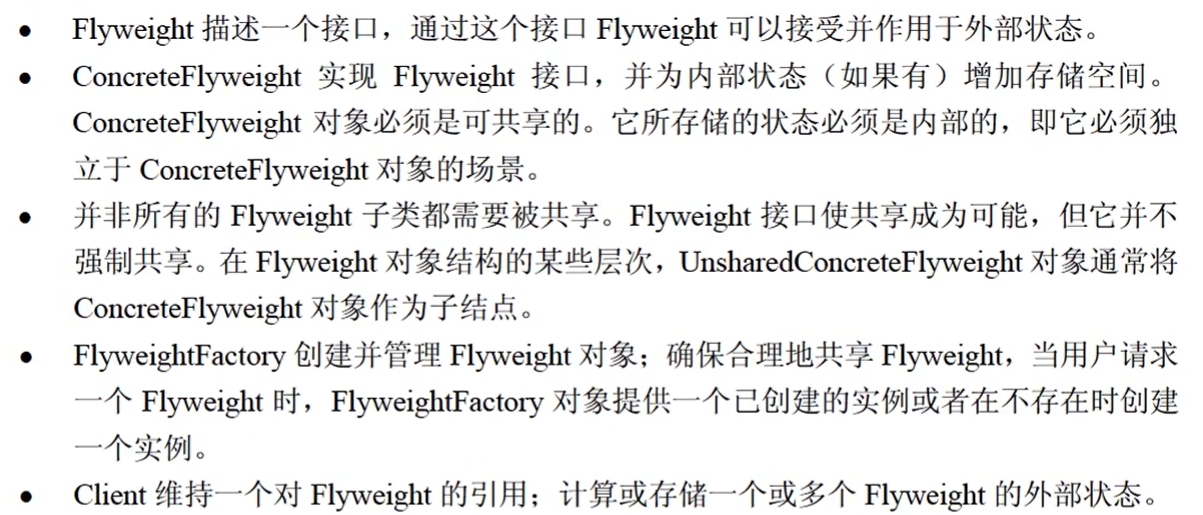 ● Flyweight 描述一个接口，通过这个接口 Flyweight 可以接受并作用于外部状态。
● ConcreteFlyweight 实现 Flyweight 接口，并为内部状态（如果有）增加存储空间。
ConcreteFlyweight 对象必须是可共享的。它所存储的状态必须是内部的，即它必须独
立于 ConcreteFlyweight 对象的场景。
● 并非所有的 Flyweight 子类都需要被共享。Flyweight 接口使共享成为可能，但它并不
强制共享。在 Flyweight 对象结构的某些层次，UnsharedConcreteFlyweight 对象通常将
ConcreteFlyweight 对象作为子结点。
● FlyweightFactory 创建并管理 Flyweight 对象；确保合理地共享 Flyweight，当用户请求
一个 Flyweight 时，FlyweightFactory 对象提供一个已创建的实例或者在不存在时创建
一个实例。
● Client 维持一个对 Flyweight 的引用；计算或存储一个或多个 Flyweight 的外部状态。